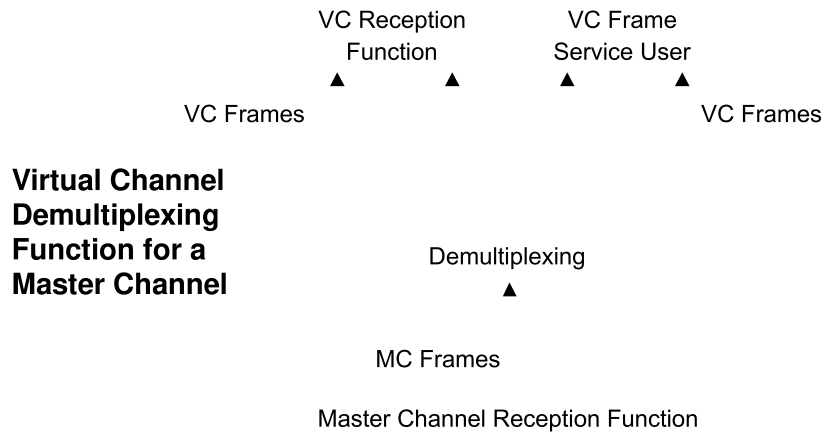 VC Reception
Function
VC Frame
Service User
VC Frames
VC Frames
Virtual Channel
Demultiplexing
Function for a
Master Channel
Demultiplexing
MC Frames
Master Channel Reception Function